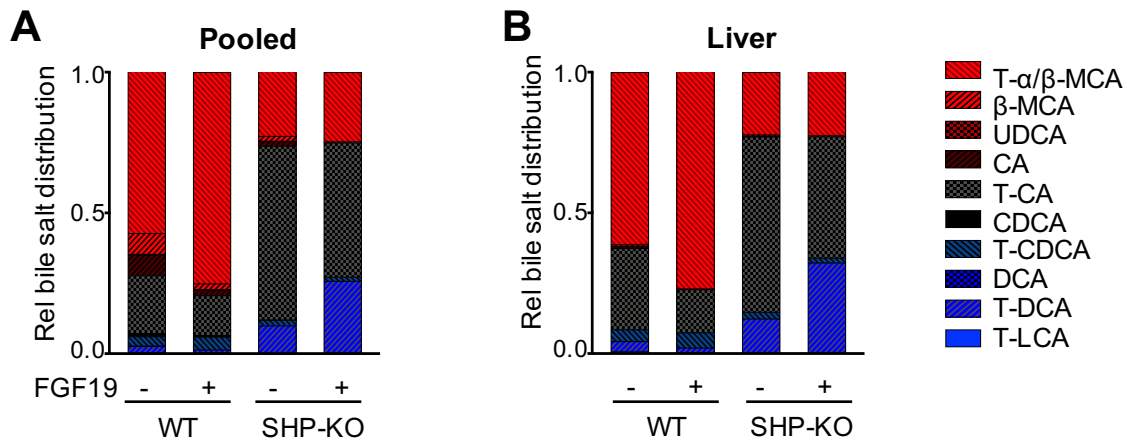 A
Pooled
Rel bile salt distribution
1.0
0.5
0.0
FGF19 - + - +
WT SHP-KO
B
Liver
Rel bile salt distribution
1.0
0.5
0.0
- + - +
WT SHP-KO
T-α/β-MCA
β-MCA
UDCA
CA
T-CA
CDCA
T-CDCA
DCA
T-DCA
T-LCA